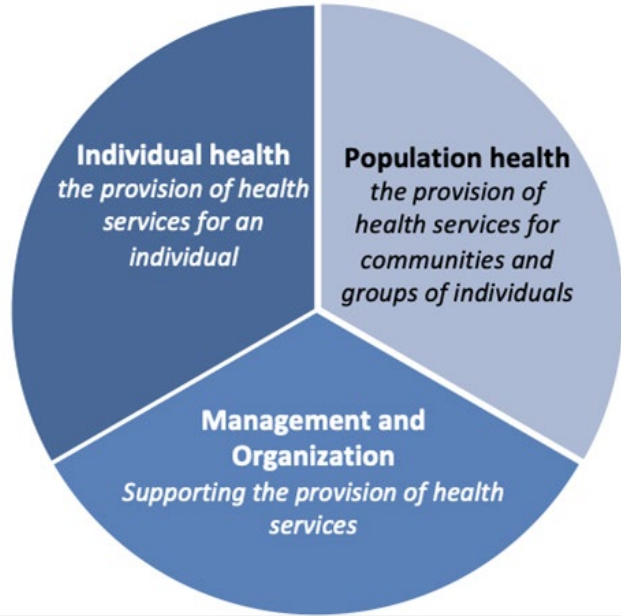 Individual health
the provision of health
services for an
individual
Population health
the provision of
health services for
communities and
groups of individuals
Management and
Organization
Supporting the provision of health
services